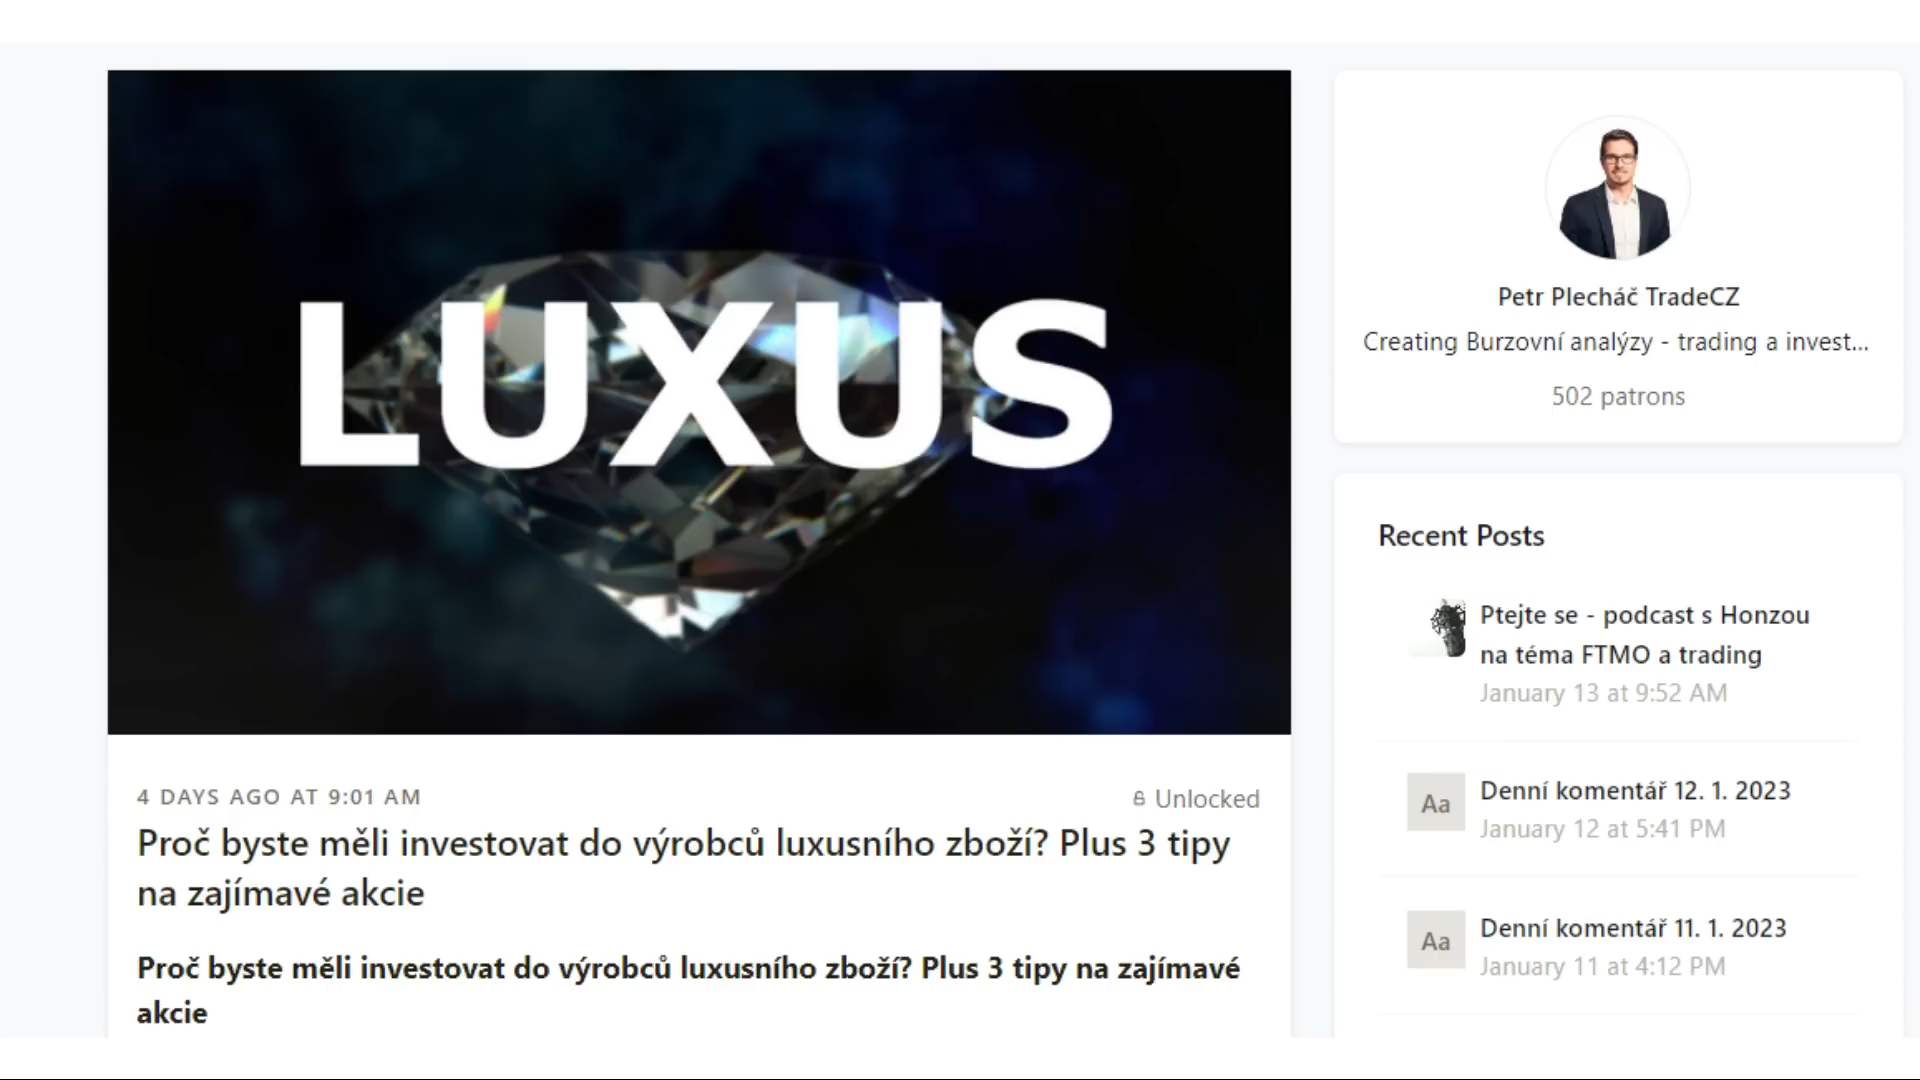 LUXUS
4 DAYS AGO AT 9:01 AM
Unlocked
Proč byste měli investovat do výrobců luxusního zboží? Plus 3 tipy
na zajímavé akcie
Proč byste měli investovat do výrobců luxusního zboží? Plus 3 tipy na zajímavé
akcie
Petr Plecháč TradeCZ
Creating Burzovní analýzy - trading a invest...
502 patrons
Recent Posts
Ptejte se - podcast s Honzou
na téma FTMO a trading
January 13 at 9:52 AM
Aa
Denní komentář 12. 1. 2023
January 12 at 5:41 PM
Aa
Denní komentář 11. 1. 2023
January 11 at 4:12 PM